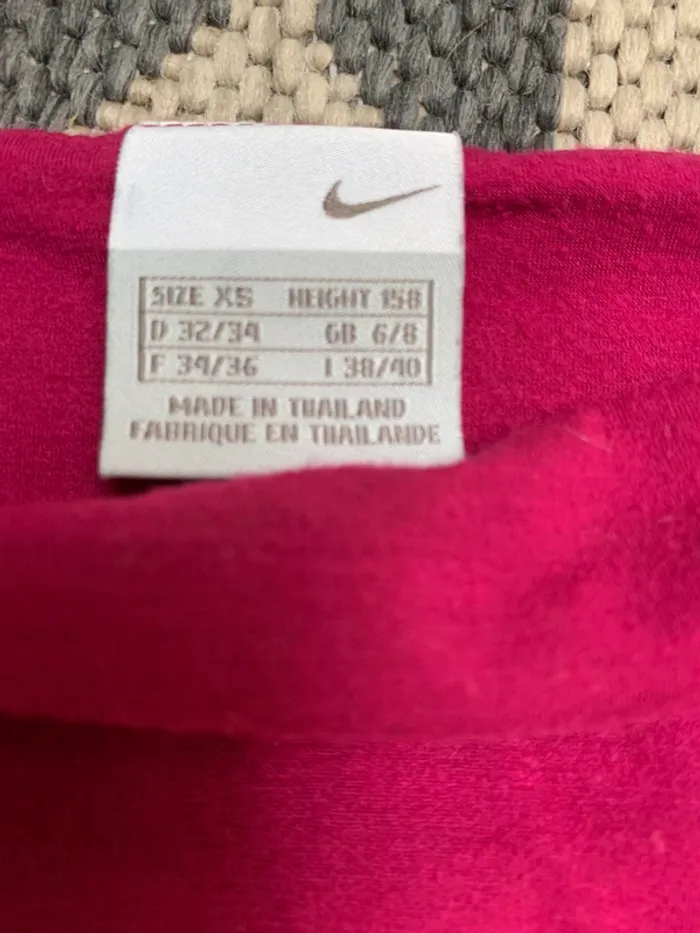 SIZE XS HEIGHT 158
D 32/34 GB 6/8
F 34/36 I 38/40
MADE IN THAILAND
FABRIQUE EN THAILANDE